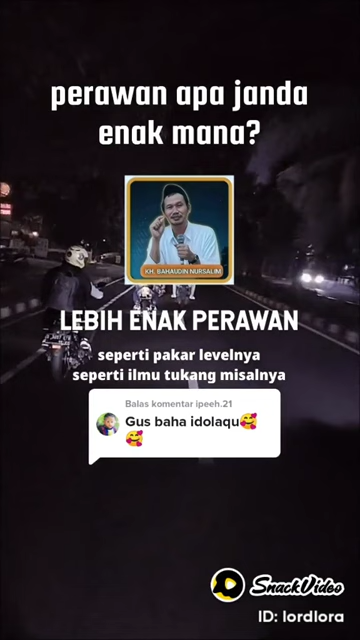 perawan apa janda
enak mana?
KH. BAHAUDIN NURSALIM
LEBIH ENAK PERAWAN
seperti pakar levelnya
seperti ilmu tukang misalnya
Balas komentar ipeeh.21
Gus baha idolaqu🥰
🥰
SnackVideo
ID: lordlora